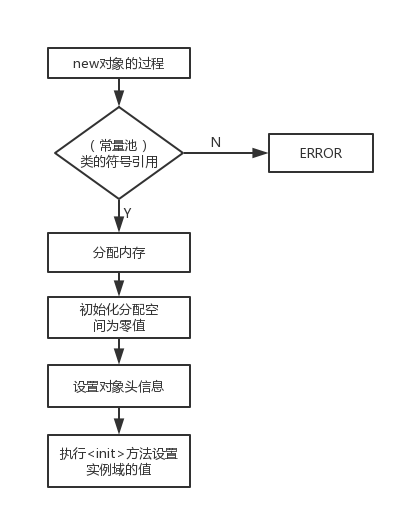 new对象的过程
（常量池）
类的符号引用
N
ERROR
Y
分配内存
初始化分配空
间为零值
设置对象头信息
执行<init>方法设置
实例域的值